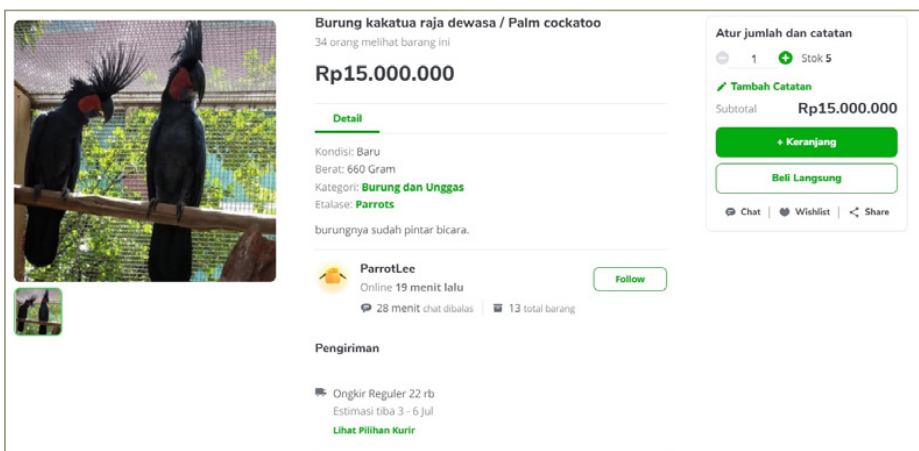 Burung kakatua raja dewasa / Palm cockatoo
34 orang melihat barang ini
Rp15.000.000
Detail
Kondisi: Baru
Berat: 660 Gram
Kategori: Burung dan Unggas
Etalase: Parrots
burungnya sudah pintar bicara.
ParrotLee
Online 19 menit lalu
Follow
28 menit chat dibalas
13 total barang
Pengiriman
Ongkir Reguler 22 rb
Estimasi tiba 3 - 6 Jul
Lihat Pilihan Kurir
Atur jumlah dan catatan
1 Stok 5
Tambah Catatan
Subtotal Rp15.000.000
+ Keranjang
Beli Langsung
Chat | Wishlist | Share